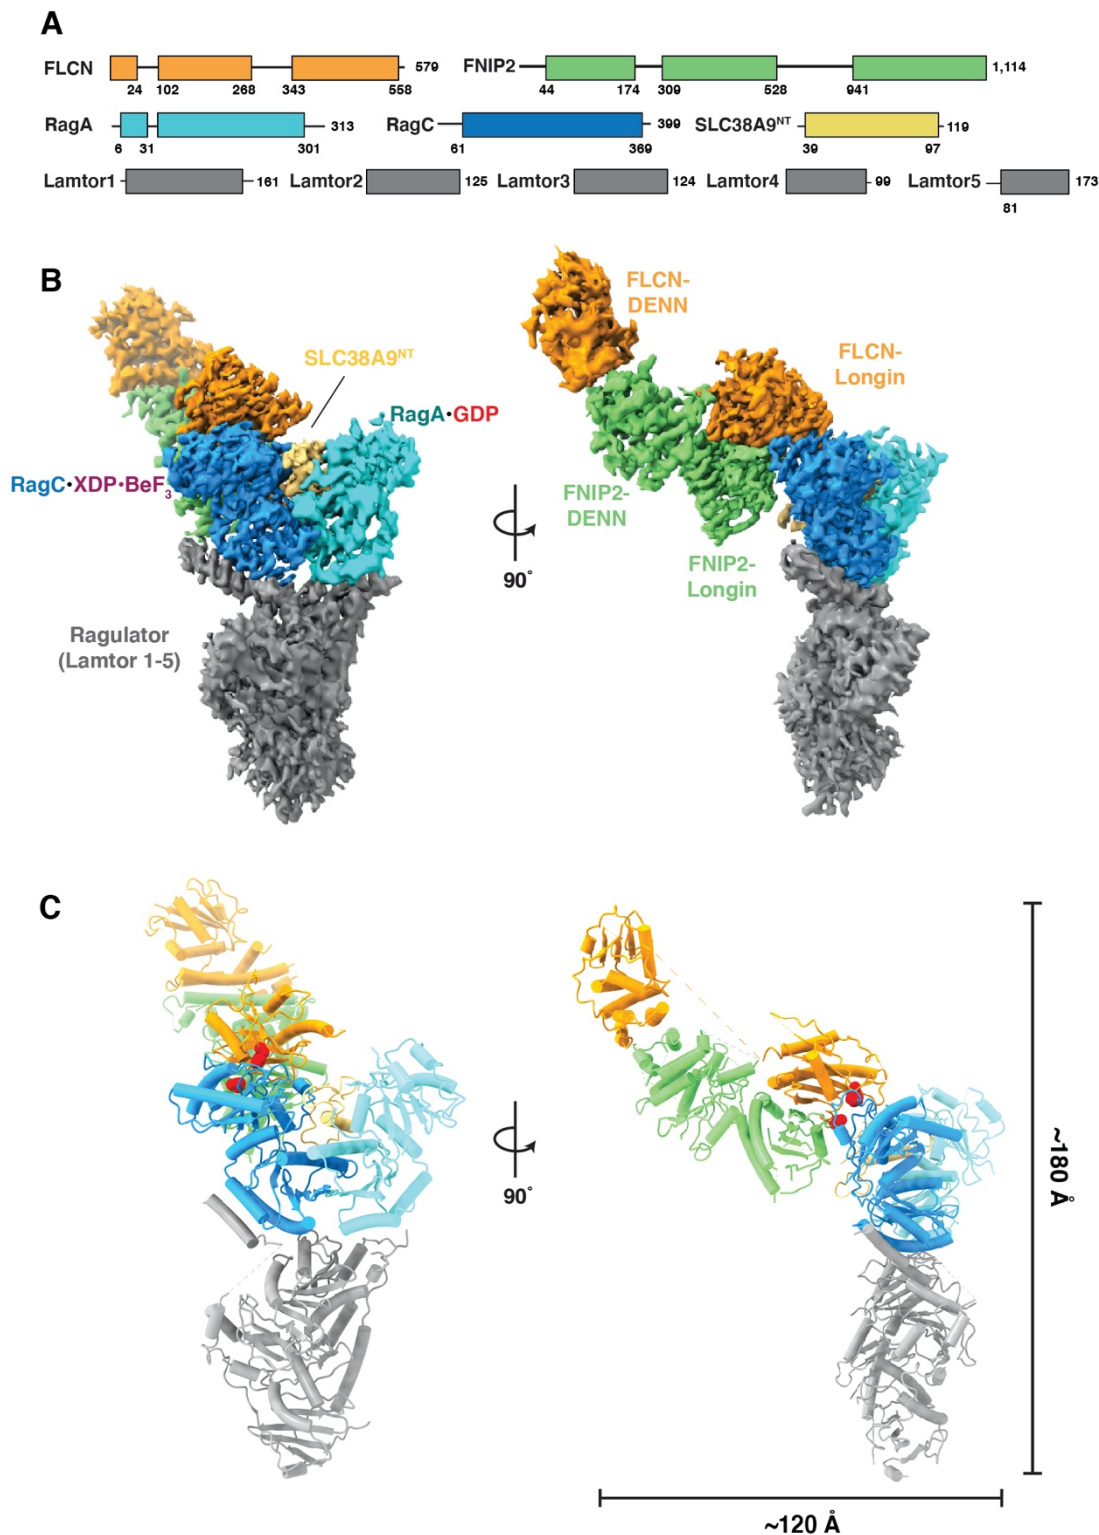 A
FLCN 579 FNIP2 1,114
24 102 268 343 558 44 174 309 528 941
RagA 313 RagC 399 SLC38A9NT 119
6 31 301 61 369 39 97
Lamtor1 161 Lamtor2 125 Lamtor3 124 Lamtor4 99 Lamtor5 173
81
B
SLC38A9NT
RagA·GDP
RagC·XDP·BeF3
Ragulator
(Lamtor 1-5)
90°
FLCN-
DENN
FLCN-
Longin
FNIP2-
DENN
FNIP2-
Longin
C
90°
~180 Å
~120 Å